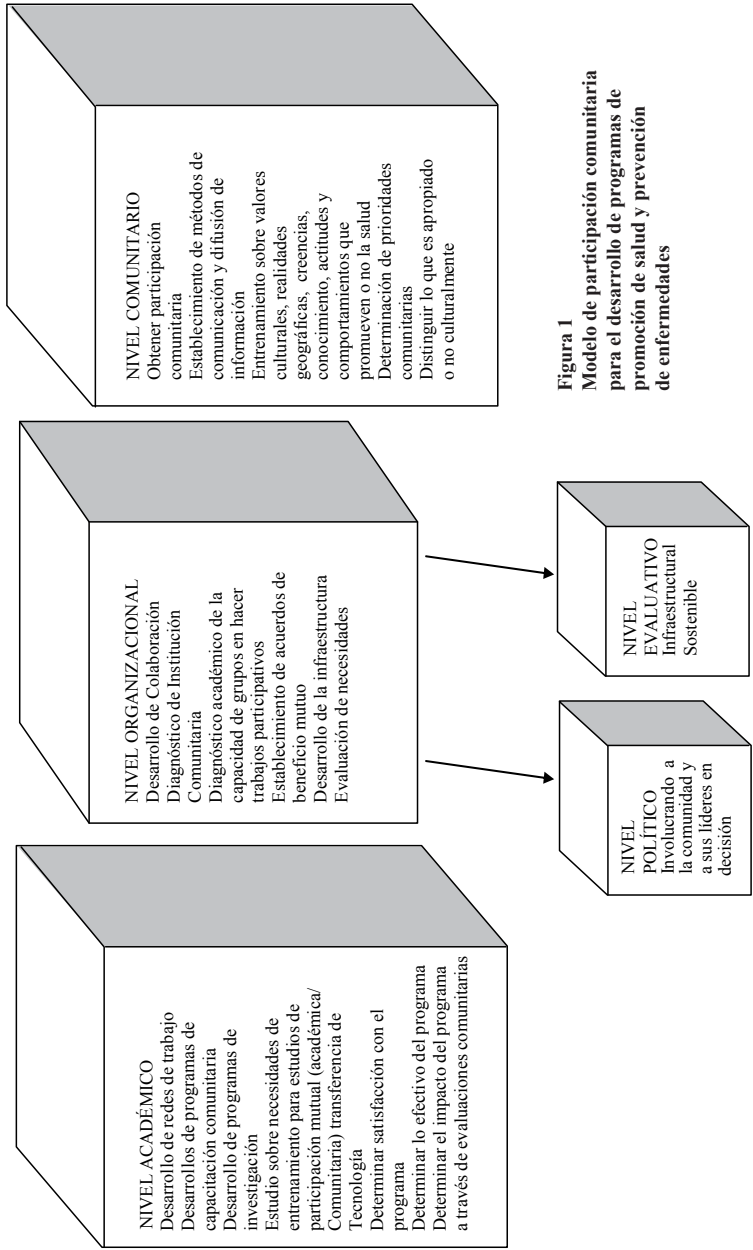 NIVEL ACADÉMICO
Desarrollo de redes de trabajo
Desarrollos de programas de
capacitación comunitaria
Desarrollo de programas de
investigación
Estudio sobre necesidades de
entrenamiento para estudios de
participación mutual (académica/
Comunitaria) transferencia de
Tecnología
Determinar satisfacción con el
programa
Determinar lo efectivo del programa
Determinar el impacto del programa
a través de evaluaciones comunitarias
NIVEL ORGANIZACIONAL
Desarrollo de Colaboración
Diagnóstico de Institución
Comunitaria
Diagnóstico académico de la
capacidad de grupos en hacer
trabajos participativos
Establecimiento de acuerdos de
beneficio mutuo
Desarrollo de la infraestructura
Evaluación de necesidades
NIVEL COMUNITARIO
Obtener participación
comunitaria
Establecimiento de métodos de
comunicación y difusión de
información
Entrenamiento sobre valores
culturales, realidades
geográficas, creencias,
conocimiento, actitudes y
comportamientos que
promueven o no la salud
Determinación de prioridades
comunitarias
Distinguir lo que es apropiado
o no culturalmente
NIVEL
POLÍTICO
Involucrando a
la comunidad y
a sus líderes en
decisión
NIVEL
EVALUATIVO
Infraestructural
Sostenible
Figura 1
Modelo de participación comunitaria
para el desarrollo de programas de
promoción de salud y prevención
de enfermedades